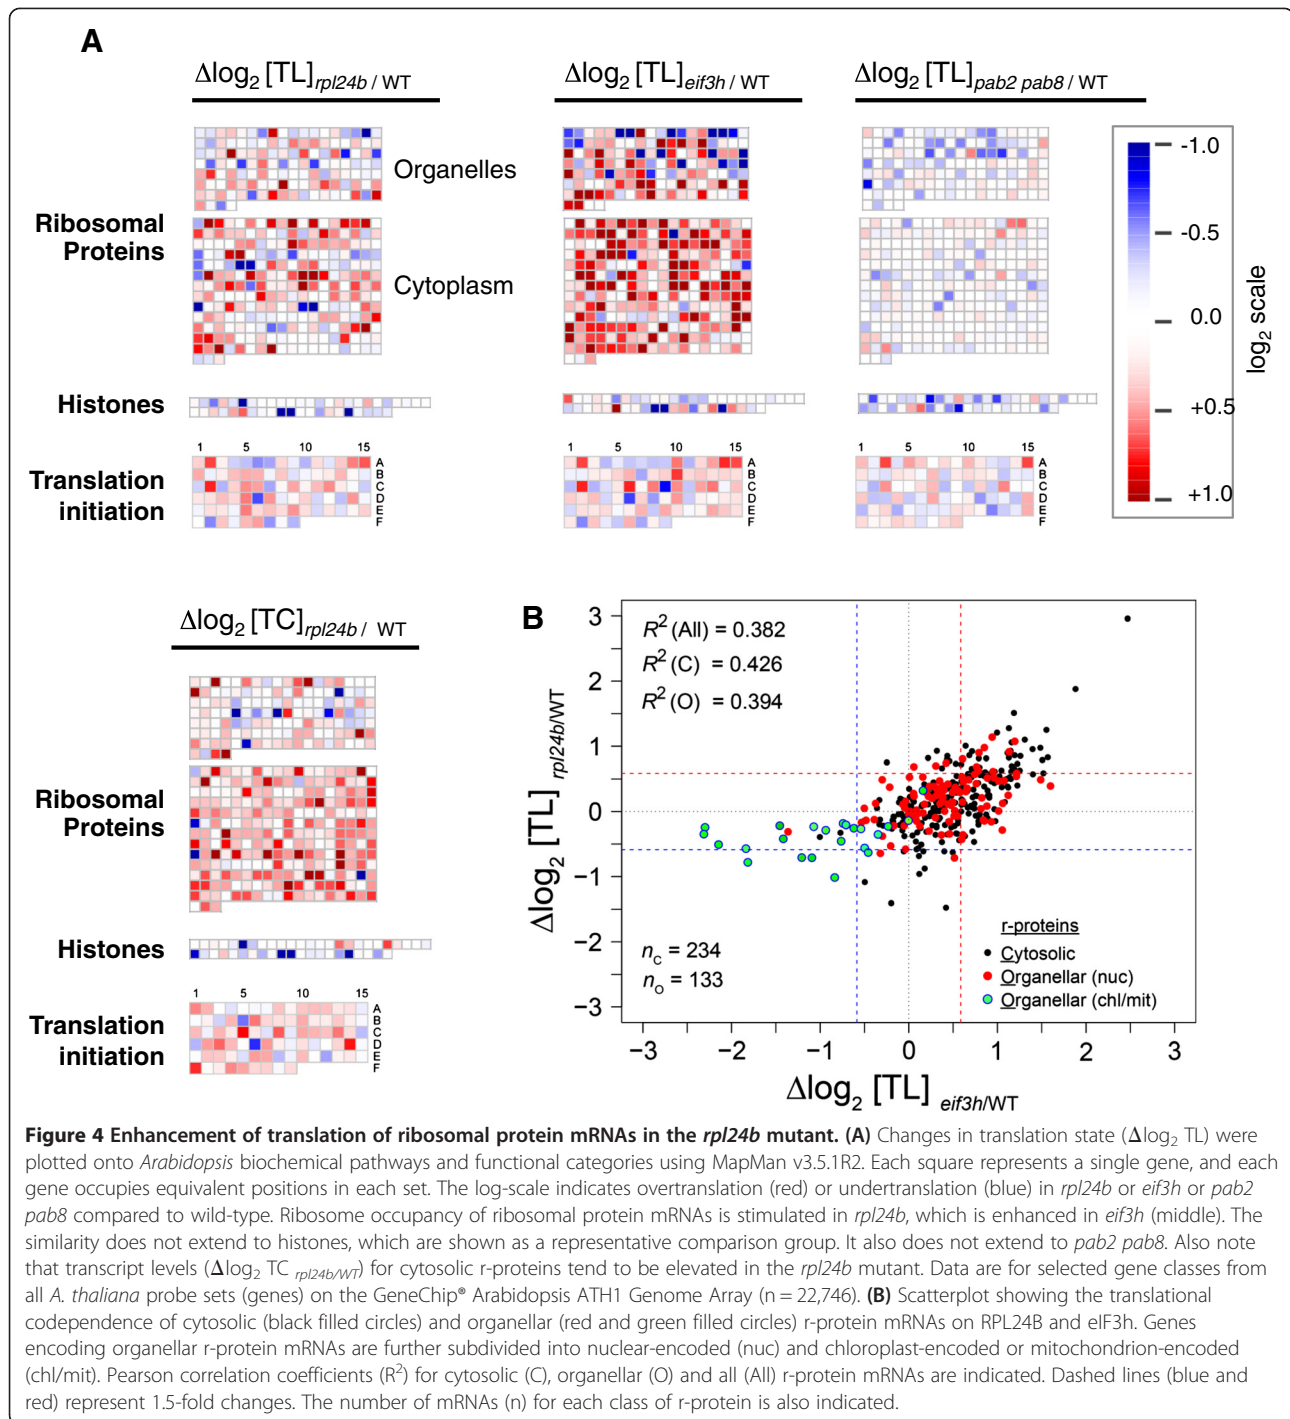 A
Δlog2 [TL]rpl24b / WT
Δlog2 [TL]eif3h / WT
Δlog2 [TL]pab2 pab8 / WT
Organelles
Ribosomal
Proteins
Cytoplasm
-1.0
-0.5
0.0
+0.5
+1.0
log2 scale
Histones
1 5 10 15
1 5 10 15
1 5 10 15
Translation
initiation
A
B
C
D
E
F
A
B
C
D
E
F
A
B
C
D
E
F
Δlog2 [TC]rpl24b / WT
Ribosomal
Proteins
Histones
1 5 10 15
Translation
initiation
A
B
C
D
E
F
B
R2 (All) = 0.382
R2 (C) = 0.426
R2 (O) = 0.394
nC = 234
nO = 133
r-proteins
Cytosolic
Organellar (nuc)
Organellar (chl/mit)
3
2
1
0
−1
−2
−3
Δlog2 [TL] rpl24b/WT
−3 −2 −1 0 1 2 3
Δlog2 [TL] eif3h/WT
Figure 4 Enhancement of translation of ribosomal protein mRNAs in the rpl24b mutant. (A) Changes in translation state (Δlog2 TL) were
plotted onto Arabidopsis biochemical pathways and functional categories using MapMan v3.5.1R2. Each square represents a single gene, and each
gene occupies equivalent positions in each set. The log-scale indicates overtranslation (red) or undertranslation (blue) in rpl24b or eif3h or pab2
pab8 compared to wild-type. Ribosome occupancy of ribosomal protein mRNAs is stimulated in rpl24b, which is enhanced in eif3h (middle). The
similarity does not extend to histones, which are shown as a representative comparison group. It also does not extend to pab2 pab8. Also note
that transcript levels (Δlog2 TC rpl24b/WT) for cytosolic r-proteins tend to be elevated in the rpl24b mutant. Data are for selected gene classes from
all A. thaliana probe sets (genes) on the GeneChip® Arabidopsis ATH1 Genome Array (n = 22,746). (B) Scatterplot showing the translational
codependence of cytosolic (black filled circles) and organellar (red and green filled circles) r-protein mRNAs on RPL24B and eIF3h. Genes
encoding organellar r-protein mRNAs are further subdivided into nuclear-encoded (nuc) and chloroplast-encoded or mitochondrion-encoded
(chl/mit). Pearson correlation coefficients (R2) for cytosolic (C), organellar (O) and all (All) r-protein mRNAs are indicated. Dashed lines (blue and
red) represent 1.5-fold changes. The number of mRNAs (n) for each class of r-protein is also indicated.